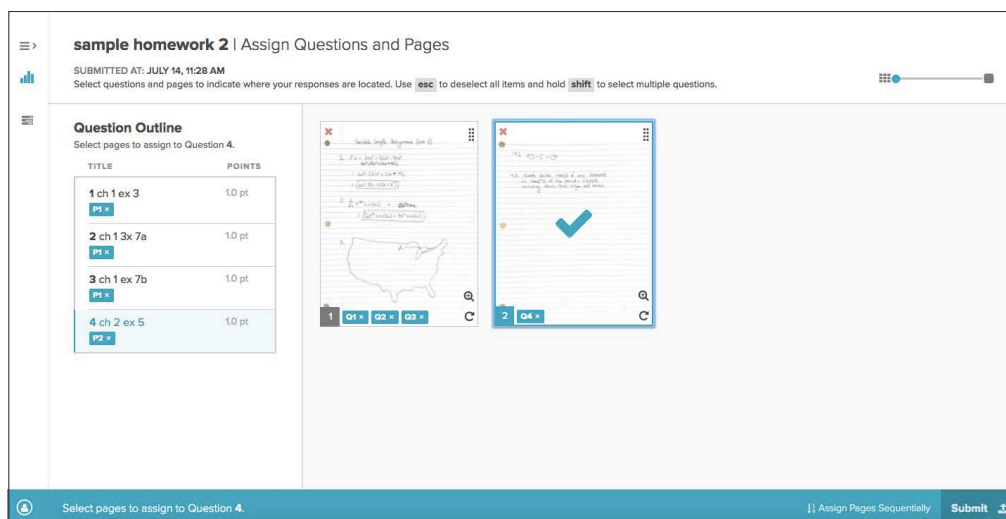 sample homework 2 | Assign Questions and Pages
SUBMITTED AT: JULY 14, 11:28 AM
Select questions and pages to indicate where your responses are located. Use esc to deselect all items and hold shift to select multiple questions.
Question Outline
Select pages to assign to Question 4.
TITLE POINTS
1 ch 1 ex 3 1.0 pt
P1 ×
2 ch 1 3x 7a 1.0 pt
P1 ×
3 ch 1 ex 7b 1.0 pt
P1 ×
4 ch 2 ex 5 1.0 pt
P2 ×
Variable Length
1.
2.
3.
1 Q1 × Q2 × Q3 ×
2 Q4 ×
Select pages to assign to Question 4.
Assign Pages Sequentially Submit